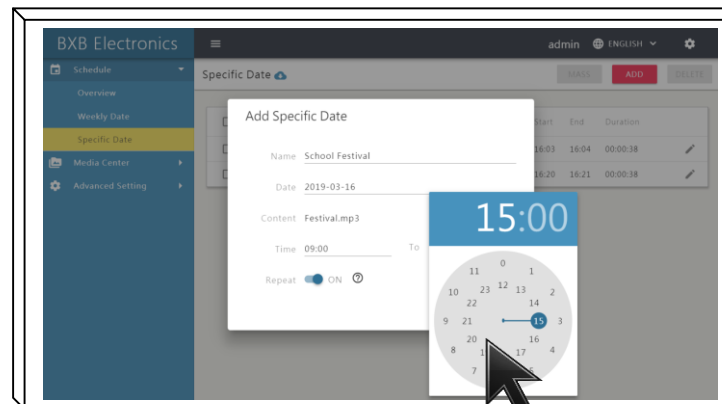 BXB Electronics
admin ENGLISH
Schedule
Specific Date
MASS ADD DELETE
Overview
Weekly Date
Specific Date
Media Center
Advanced Setting
Add Specific Date
Start End Duration
16:03 16:04 00:00:38
16:20 16:21 00:00:38
Name School Festival
Date 2019-03-16
Content Festival.mp3
Time 09:00 To
Repeat ON
15:00
0
11 1
12
23 13
10 2
22 14
9 21 15 3
20 16
8 17 4
7